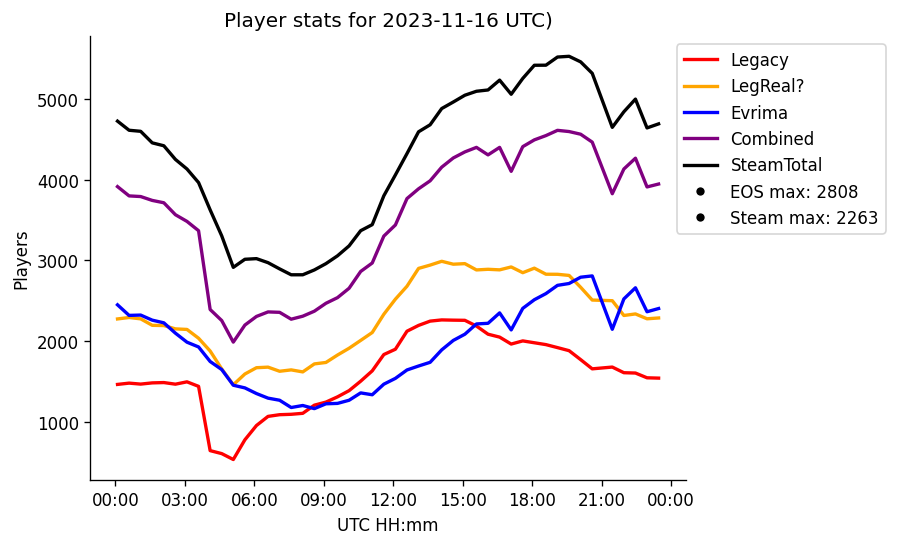 Player stats for 2023-11-16 UTC)
Legacy
LegReal?
Evrima
Combined
SteamTotal
EOS max: 2808
Steam max: 2263
Players
5000
4000
3000
2000
1000
00:00 03:00 06:00 09:00 12:00 15:00 18:00 21:00 00:00
UTC HH:mm